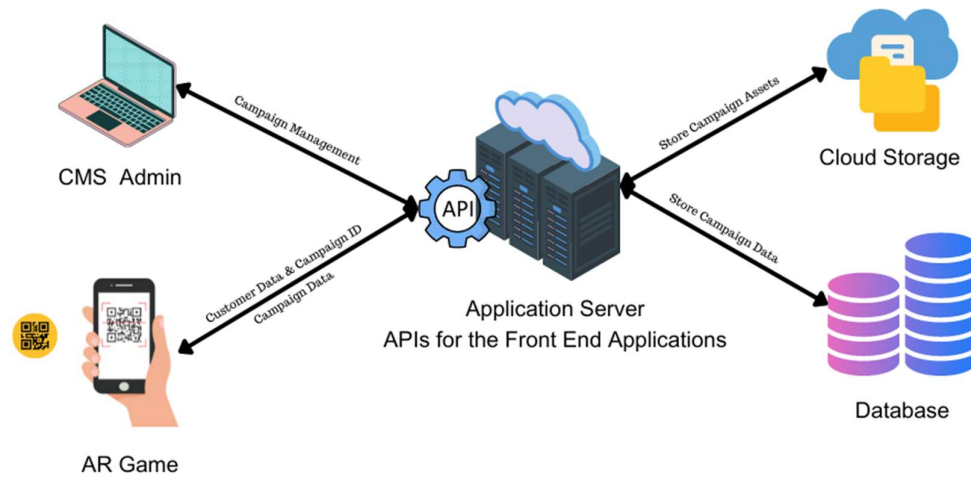 Campaign Management
Store Campaign Assets
CMS Admin
Cloud Storage
API
Customer Data & Campaign ID
Campaign Data
Store Campaign Data
Application Server
APIs for the Front End Applications
Database
AR Game